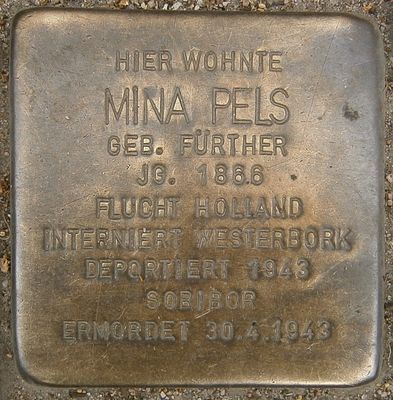 HIER WOHNTE
MINA PELS
GEB. FÜRTHER
JG. 1866
FLUCHT HOLLAND
INTERNIERT WESTERBORK
DEPORTIERT 1943
SOBIBOR
ERMORDET 30.4.1943